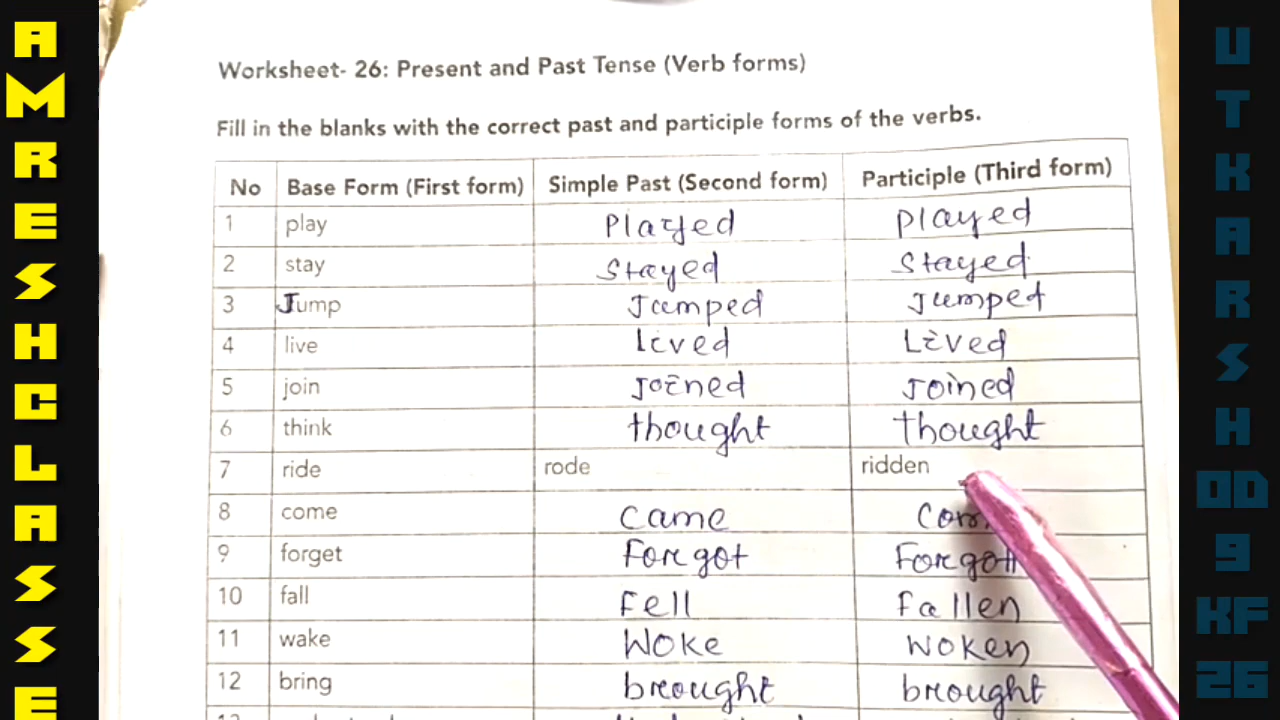 AMRESHCLASSE
Worksheet- 26: Present and Past Tense (Verb forms)
Fill in the blanks with the correct past and participle forms of the verbs.
No Base Form (First form) Simple Past (Second form) Participle (Third form)
1 play Played Played
2 stay Stayed Stayed
3 Jump Jumped Jumped
4 live lived Lived
5 join Joined Joined
6 think thought thought
7 ride rode ridden
8 come came
9 forget Forgot
10 fall Fell Fallen
11 wake Woke Woken
12 bring brought brought
UTKARSHOD9KF26